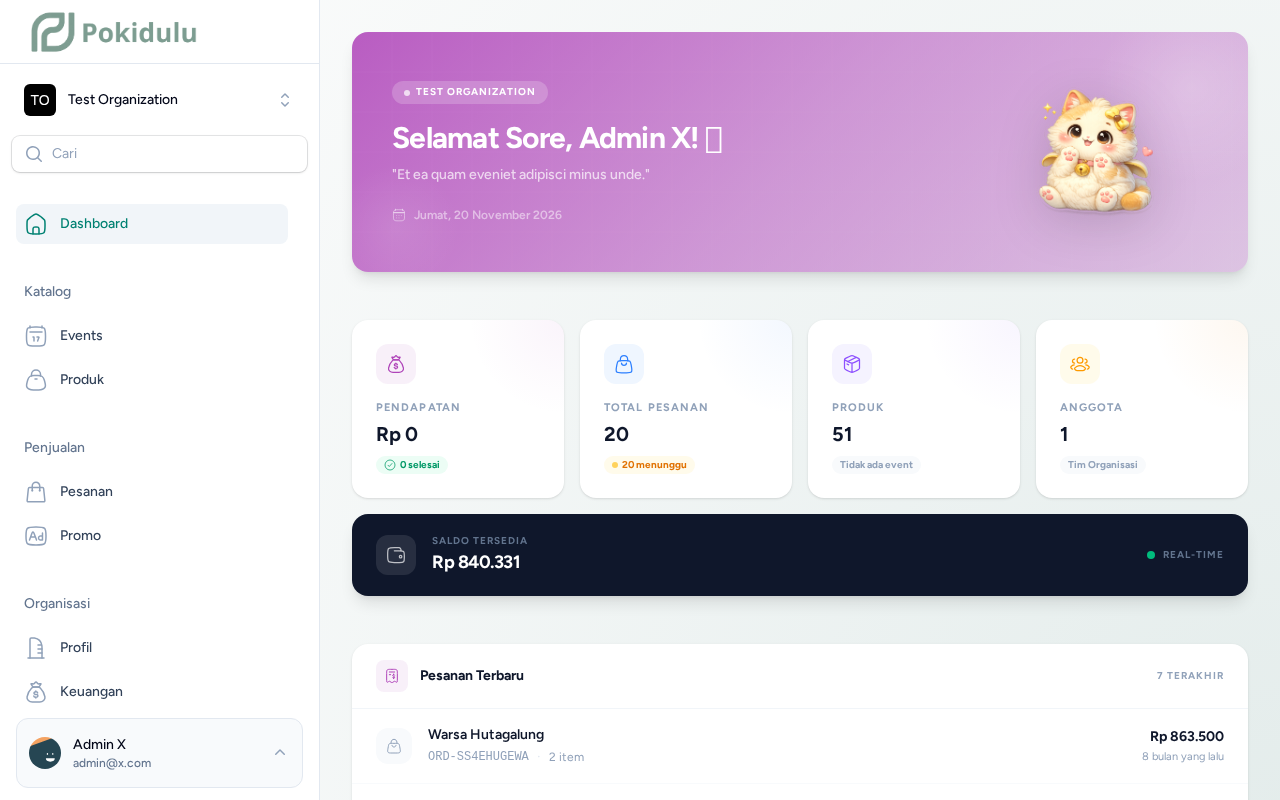 Pokidulu
TO
Test Organization
Cari
Dashboard
Katalog
17
Events
Produk
Penjualan
Pesanan
Ad
Promo
Organisasi
Profil
Keuangan
Admin X
admin@x.com
TEST ORGANIZATION
Selamat Sore, Admin X!
"Et ea quam eveniet adipisci minus unde."
Jumat, 20 November 2026
PENDAPATAN
Rp 0
0 selesai
TOTAL PESANAN
20
20 menunggu
PRODUK
51
Tidak ada event
ANGGOTA
1
Tim Organisasi
SALDO TERSEDIA
Rp 840.331
REAL-TIME
Pesanan Terbaru
7 TERAKHIR
Warsa Hutagalung
ORD-SS4EHUGEWA · 2 item
Rp 863.500
8 bulan yang lalu